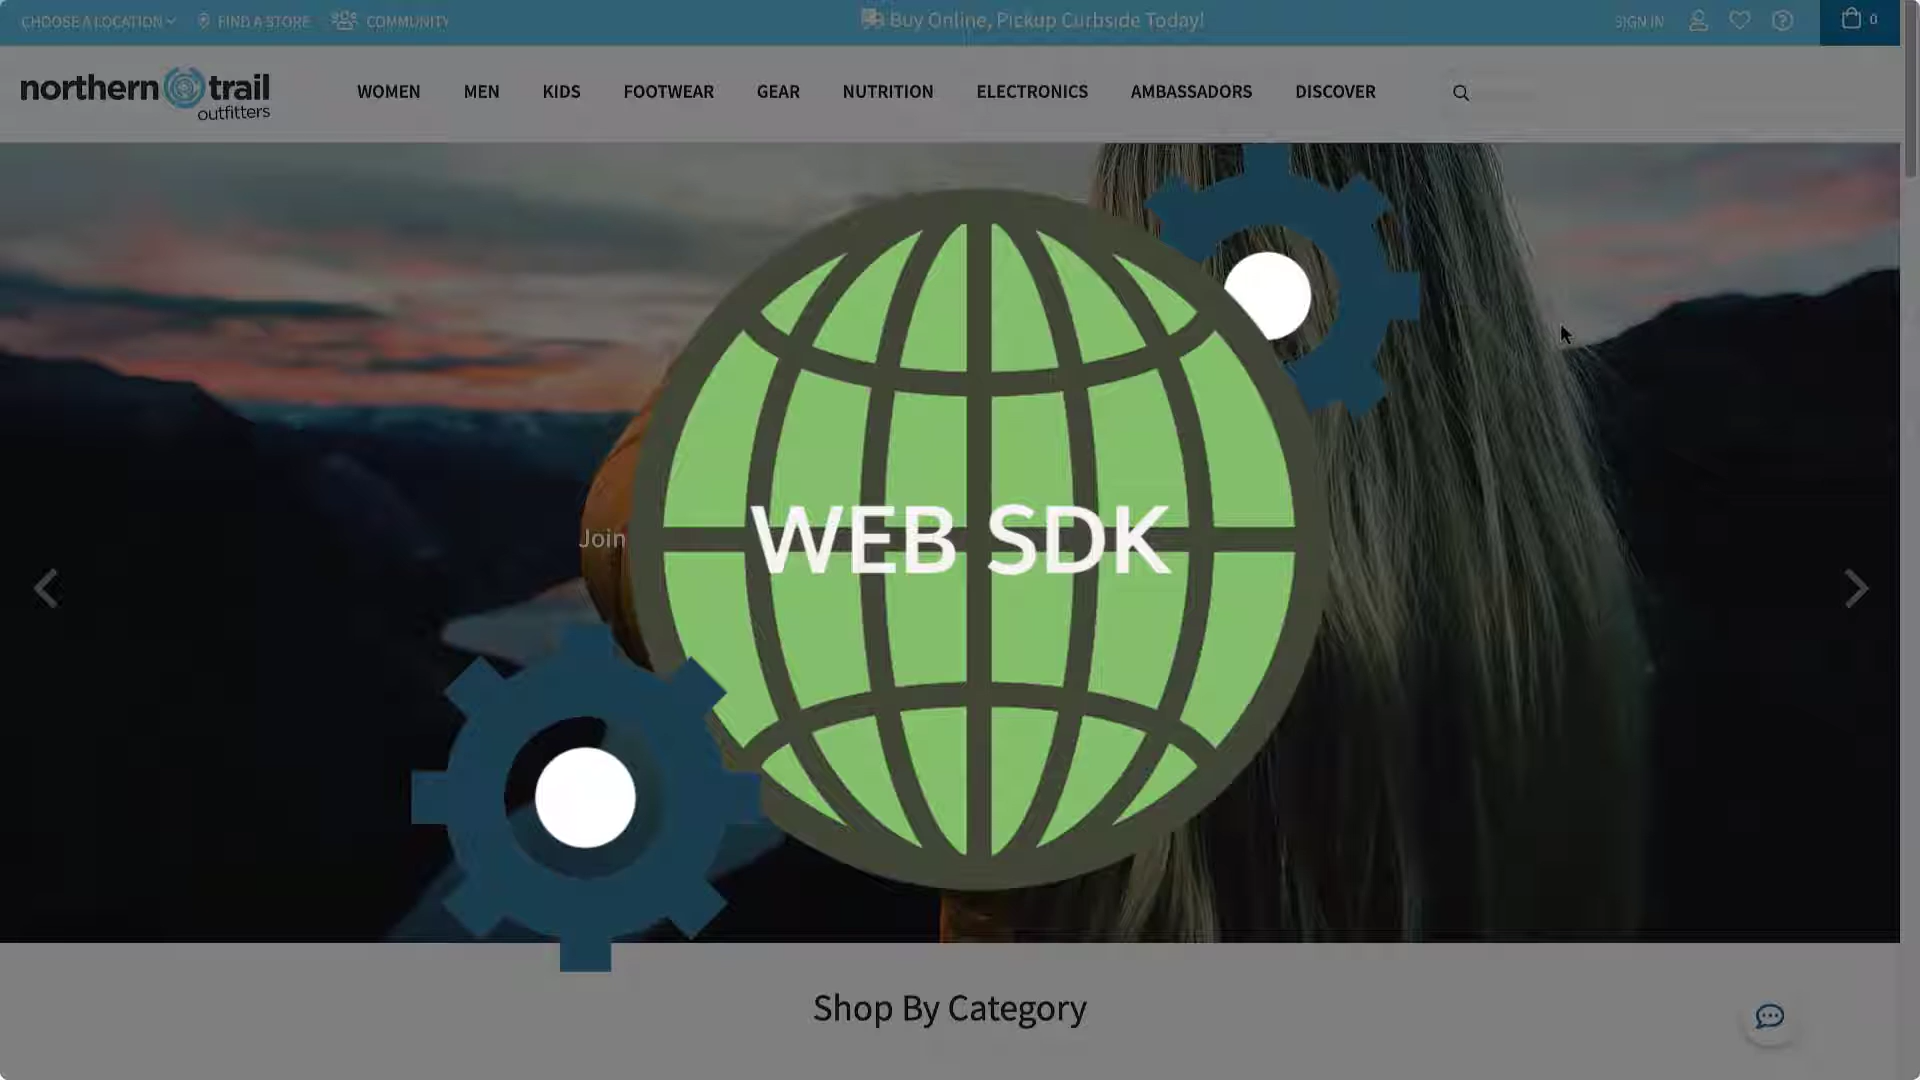 CHOOSE A LOCATION FIND A STORE COMMUNITY Buy Online, Pickup Curbside Today! SIGN IN 0
northern trail outfitters WOMEN MEN KIDS FOOTWEAR GEAR NUTRITION ELECTRONICS AMBASSADORS DISCOVER
Join
WEB SDK
Shop By Category